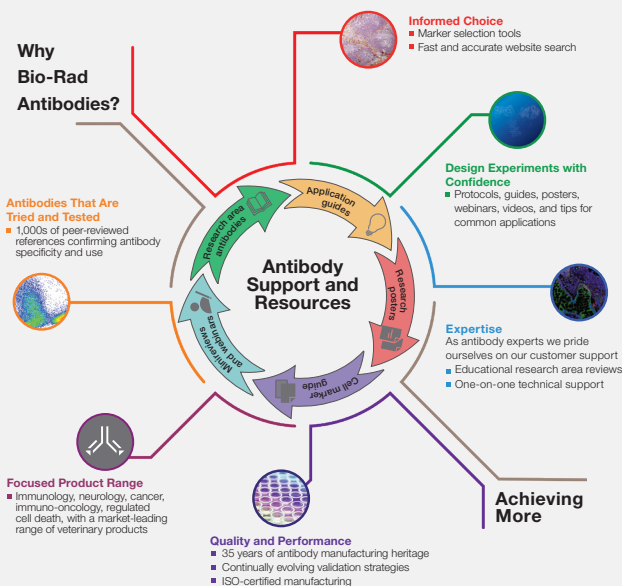 Why
Bio-Rad
Antibodies?
Informed Choice
Marker selection tools
Fast and accurate website search
Design Experiments with
Confidence
Protocols, guides, posters,
webinars, videos, and tips for
common applications
Antibodies That Are
Tried and Tested
1,000s of peer-reviewed
references confirming antibody
specificity and use
Research area
antibodies
Application
guides
Research
posters
Cell marker
guide
Minireviews
and webinars
Antibody
Support and
Resources
Expertise
As antibody experts we pride
ourselves on our customer support
Educational research area reviews
One-on-one technical support
Focused Product Range
Immunology, neurology, cancer,
immuno-oncology, regulated
cell death, with a market-leading
range of veterinary products
Achieving
More
Quality and Performance
35 years of antibody manufacturing heritage
Continually evolving validation strategies
ISO-certified manufacturing